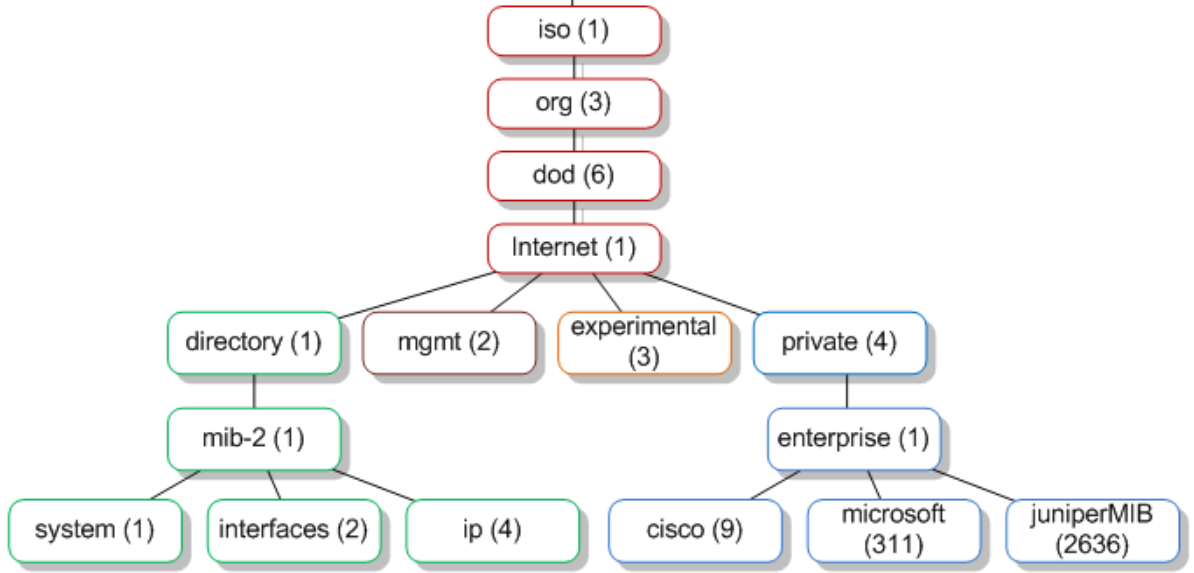 iso (1)
org (3)
dod (6)
Internet (1)
directory (1)
mgmt (2)
experimental
(3)
private (4)
mib-2 (1)
enterprise (1)
system (1)
interfaces (2)
ip (4)
cisco (9)
microsoft
(311)
juniperMIB
(2636)